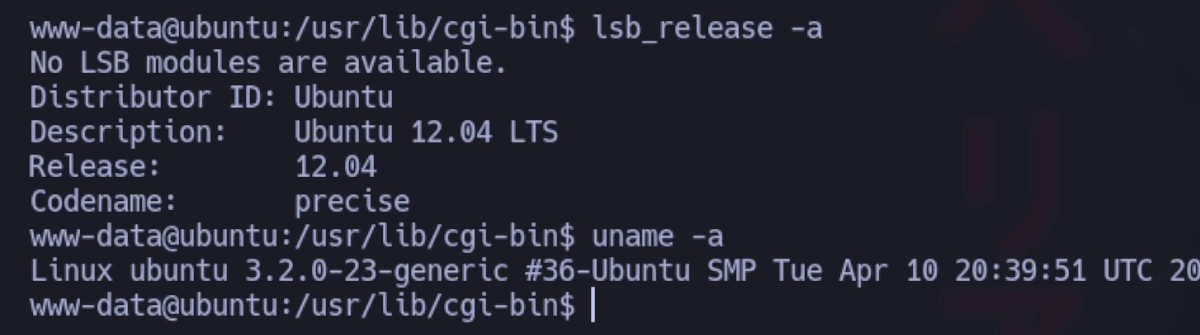 www-data@ubuntu:/usr/lib/cgi-bin$ lsb_release -a
No LSB modules are available.
Distributor ID: Ubuntu
Description:    Ubuntu 12.04 LTS
Release:        12.04
Codename:       precise
www-data@ubuntu:/usr/lib/cgi-bin$ uname -a
Linux ubuntu 3.2.0-23-generic #36-Ubuntu SMP Tue Apr 10 20:39:51 UTC 20
www-data@ubuntu:/usr/lib/cgi-bin$